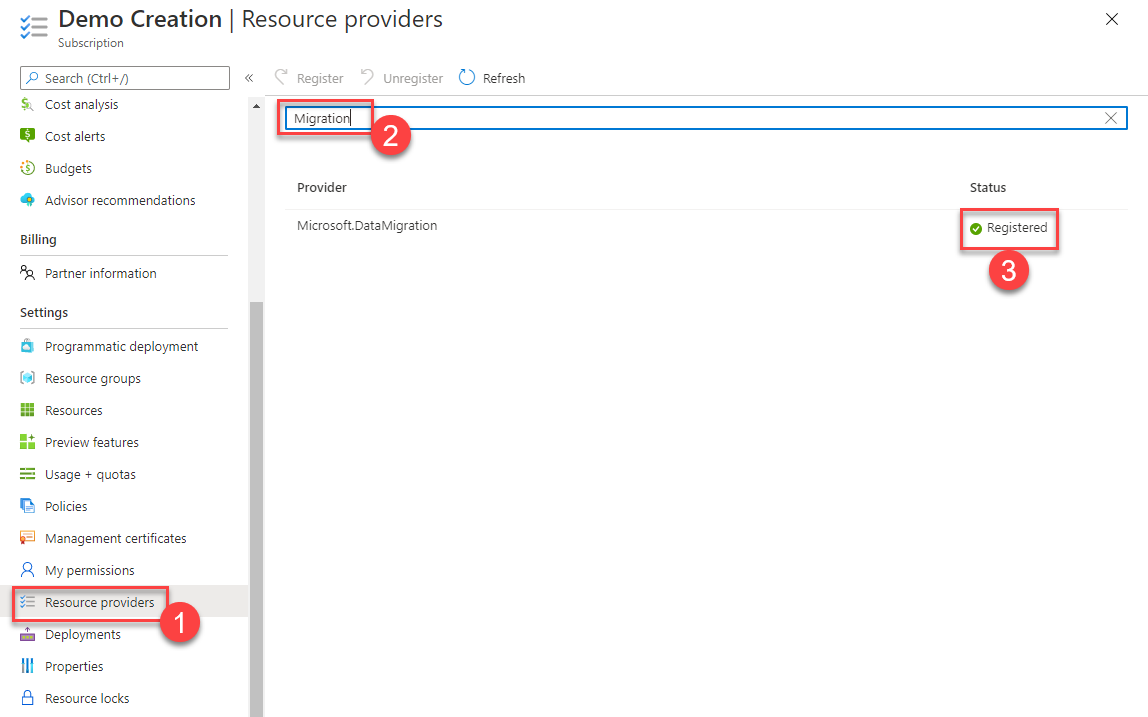 Demo Creation | Resource providers
Subscription
Search (Ctrl+/)
«
Register
Unregister
Refresh
Cost analysis
Cost alerts
Budgets
Advisor recommendations
Billing
Partner information
Settings
Programmatic deployment
Resource groups
Resources
Preview features
Usage + quotas
Policies
Management certificates
My permissions
Resource providers
1
Deployments
Properties
Resource locks
Migration
2
Provider
Status
Microsoft.DataMigration
Registered
3